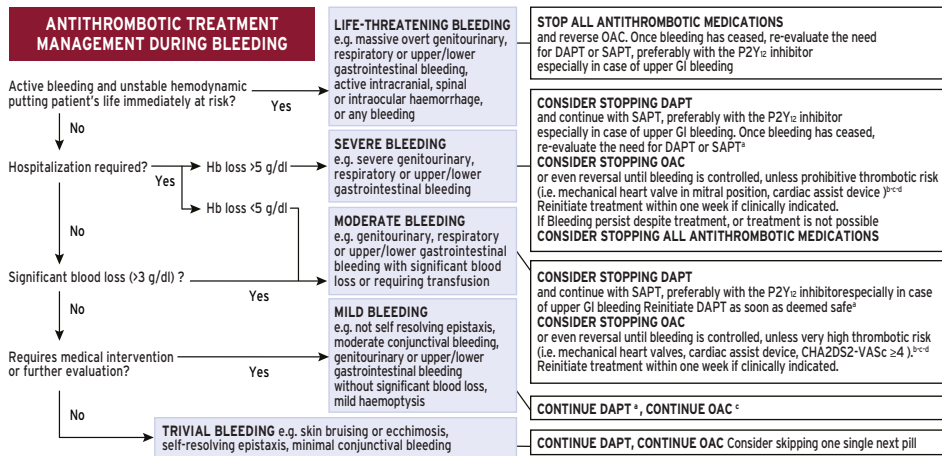 ANTITHROMBOTIC TREATMENT
MANAGEMENT DURING BLEEDING
Active bleeding and unstable hemodynamic
putting patient's life immediately at risk?
Yes
No
Hospitalization required?
Yes
Hb loss >5 g/dl
Hb loss <5 g/dl
No
Significant blood loss (>3 g/dl) ?
Yes
No
Requires medical intervention
or further evaluation?
Yes
No
LIFE-THREATENING BLEEDING
e.g. massive overt genitourinary,
respiratory or upper/lower
gastrointestinal bleeding,
active intracranial, spinal
or intraocular haemorrhage,
or any bleeding
SEVERE BLEEDING
e.g. severe genitourinary,
respiratory or upper/lower
gastrointestinal bleeding
MODERATE BLEEDING
e.g. genitourinary, respiratory
or upper/lower gastrointestinal
bleeding with significant blood
loss or requiring transfusion
MILD BLEEDING
e.g. not self resolving epistaxis,
moderate conjunctival bleeding,
genitourinary or upper/lower
gastrointestinal bleeding
without significant blood loss,
mild haemoptysis
TRIVIAL BLEEDING e.g. skin bruising or ecchimosis,
self-resolving epistaxis, minimal conjunctival bleeding
STOP ALL ANTITHROMBOTIC MEDICATIONS
and reverse OAC. Once bleeding has ceased, re-evaluate the need
for DAPT or SAPT, preferably with the P2Y₁₂ inhibitor
especially in case of upper GI bleeding
CONSIDER STOPPING DAPT
and continue with SAPT, preferably with the P2Y₁₂ inhibitor
especially in case of upper GI bleeding. Once bleeding has ceased,
re-evaluate the need for DAPT or SAPTᵃ
CONSIDER STOPPING OAC
or even reversal until bleeding is controlled, unless prohibitive thrombotic risk
(i.e. mechanical heart valve in mitral position, cardiac assist device )ᵇ⁻ᶜ⁻ᵈ
Reinitiate treatment within one week if clinically indicated.
If Bleeding persist despite treatment, or treatment is not possible
CONSIDER STOPPING ALL ANTITHROMBOTIC MEDICATIONS
CONSIDER STOPPING DAPT
and continue with SAPT, preferably with the P2Y₁₂ inhibitorespecially in case
of upper GI bleeding Reinitiate DAPT as soon as deemed safeᵃ
CONSIDER STOPPING OAC
or even reversal until bleeding is controlled, unless very high thrombotic risk
(i.e. mechanical heart valves, cardiac assist device, CHA2DS2-VASc ≥4 ).ᵇ⁻ᶜ⁻ᵈ
Reinitiate treatment within one week if clinically indicated.
CONTINUE DAPT ᵃ, CONTINUE OAC ᶜ
CONTINUE DAPT, CONTINUE OAC Consider skipping one single next pill